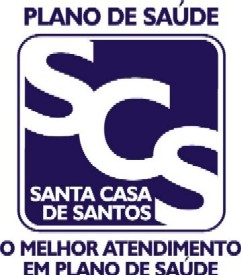 PLANO DE SAÚDE
SCS
SANTA CASA
DE SANTOS
O MELHOR ATENDIMENTO
EM PLANO DE SAÚDE